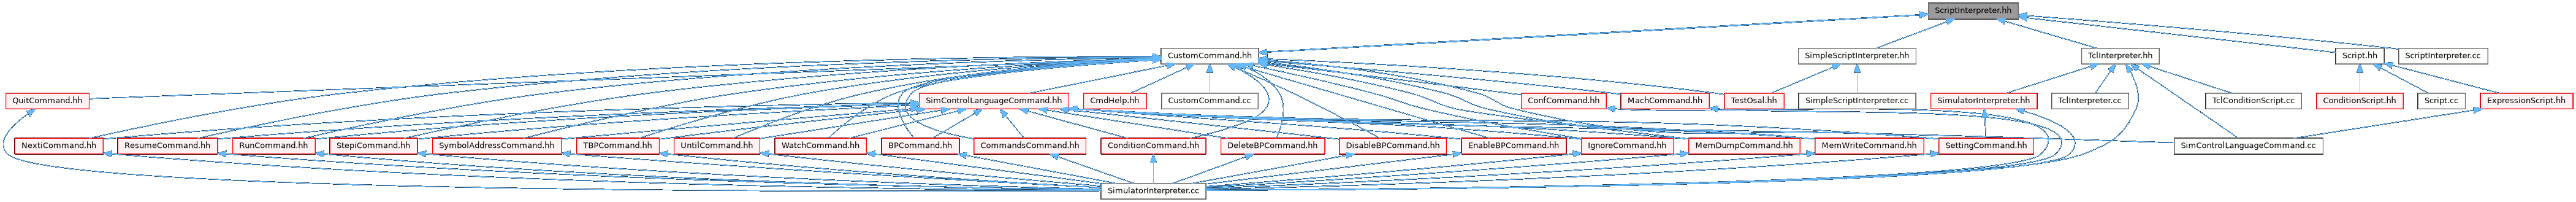 ScriptInterpreter.hh
CustomCommand.hh
SimpleScriptInterpreter.hh
TclInterpreter.hh
Script.hh
ScriptInterpreter.cc
QuitCommand.hh
SimControlLanguageCommand.hh
CmdHelp.hh
CustomCommand.cc
ConfCommand.hh
MachCommand.hh
TestOsal.hh
SimpleScriptInterpreter.cc
SimulatorInterpreter.hh
TclInterpreter.cc
TclConditionScript.cc
ConditionScript.hh
Script.cc
ExpressionScript.hh
NextiCommand.hh
ResumeCommand.hh
RunCommand.hh
StepiCommand.hh
SymbolAddressCommand.hh
TBPCommand.hh
UntilCommand.hh
WatchCommand.hh
BPCommand.hh
CommandsCommand.hh
ConditionCommand.hh
DeleteBPCommand.hh
DisableBPCommand.hh
EnableBPCommand.hh
IgnoreCommand.hh
MemDumpCommand.hh
MemWriteCommand.hh
SettingCommand.hh
SimControlLanguageCommand.cc
SimulatorInterpreter.cc